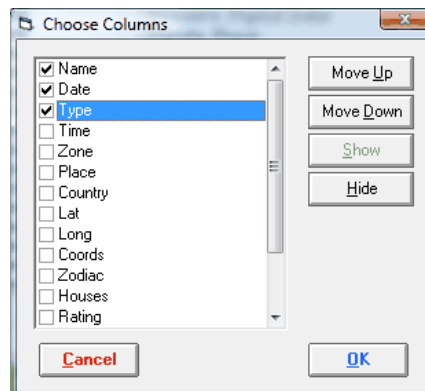 Choose Columns
Name
Date
Type
Time
Zone
Place
Country
Lat
Long
Coords
Zodiac
Houses
Rating
Move Up
Move Down
Show
Hide
Cancel
OK